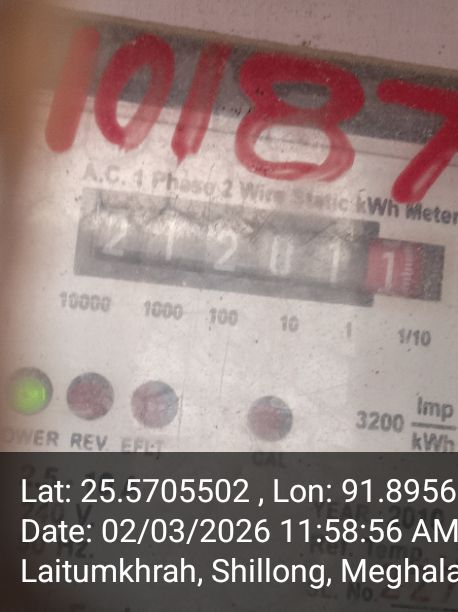 10187
A.C. 1 Phase 2 Wire Static kWh Meter
2 1 2 0 1 1
10000 1000 100 10 1 1/10
3200 Imp
kWh
OWER REV. EFLT
CAL
Lat: 25.5705502 , Lon: 91.8956
Date: 02/03/2026 11:58:56 AM
Laitumkhrah, Shillong, Meghala